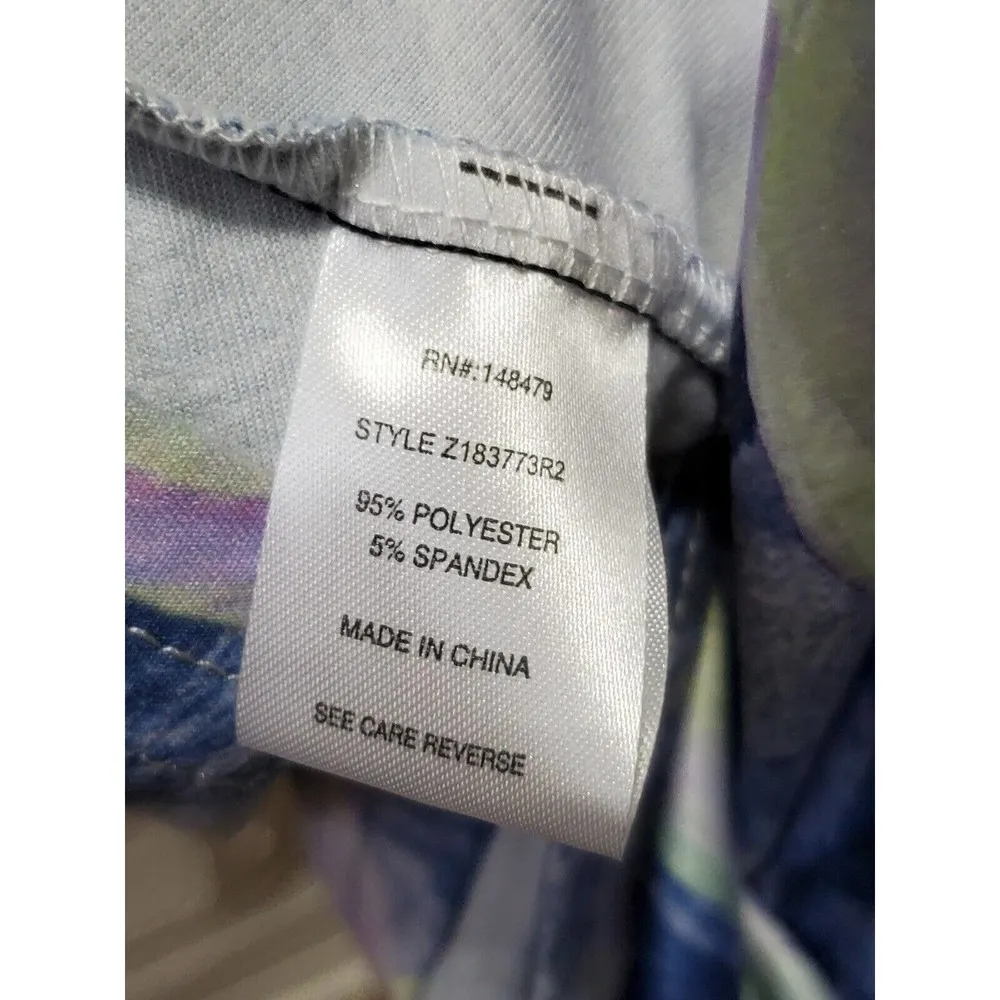 RN#:148479
STYLE Z183773R2
95% POLYESTER
5% SPANDEX
MADE IN CHINA
SEE CARE REVERSE